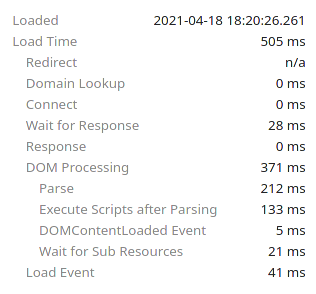 Loaded 2021-04-18 18:20:26.261
Load Time 505 ms
Redirect n/a
Domain Lookup 0 ms
Connect 0 ms
Wait for Response 28 ms
Response 0 ms
DOM Processing 371 ms
Parse 212 ms
Execute Scripts after Parsing 133 ms
DOMContentLoaded Event 5 ms
Wait for Sub Resources 21 ms
Load Event 41 ms